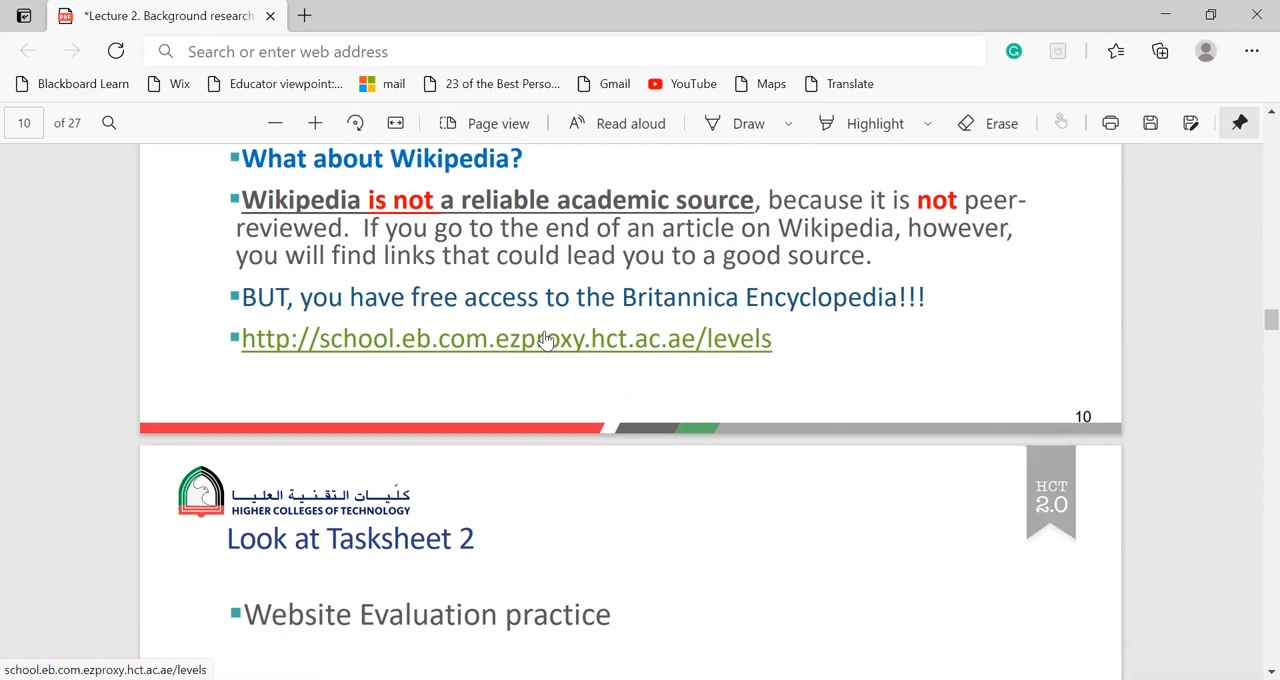 *Lecture 2. Background research
Search or enter web address
Blackboard Learn Wix Educator viewpoint:... mail 23 of the Best Perso... Gmail YouTube Maps Translate
10 of 27 Page view Read aloud Draw Highlight Erase
What about Wikipedia?
Wikipedia is not a reliable academic source, because it is not peer-
reviewed. If you go to the end of an article on Wikipedia, however,
you will find links that could lead you to a good source.
BUT, you have free access to the Britannica Encyclopedia!!!
http://school.eb.com.ezproxy.hct.ac.ae/levels
10
كلّيـــات التـقنـيـة العليـــا
HIGHER COLLEGES OF TECHNOLOGY
HCT
2.0
Look at Tasksheet 2
Website Evaluation practice
school.eb.com.ezproxy.hct.ac.ae/levels